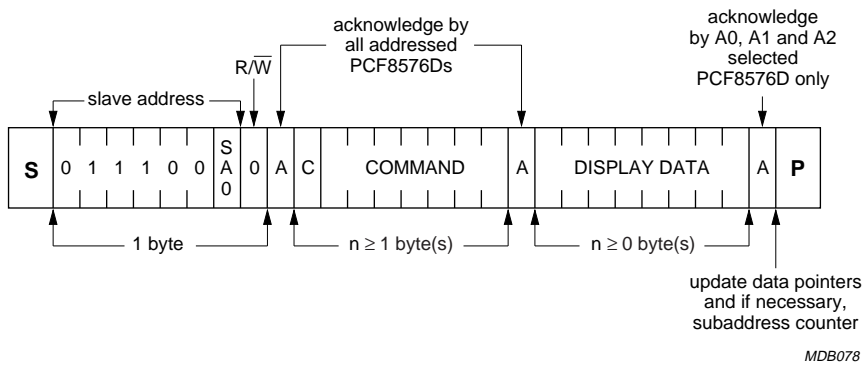 acknowledge by
all addressed
PCF8576Ds
acknowledge
by A0, A1 and A2
selected
PCF8576D only
R/W̅
slave address
S 0 1 1 1 0 0 SA0 0 A C COMMAND A DISPLAY DATA A P
1 byte
n ≥ 1 byte(s)
n ≥ 0 byte(s)
update data pointers
and if necessary,
subaddress counter
MDB078